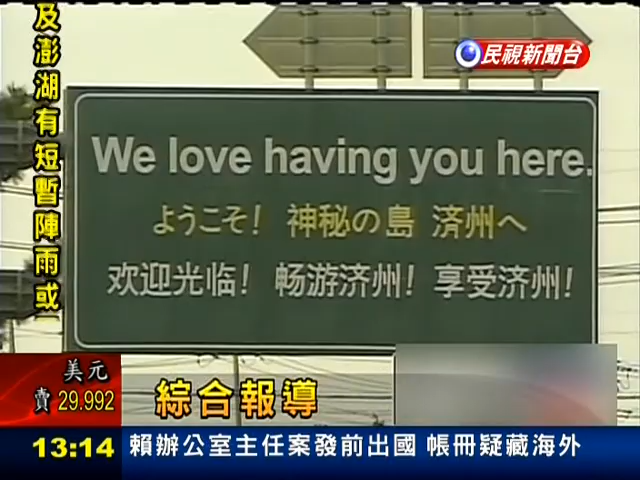 及澎湖有短暫陣雨或
民視新聞台
We love having you here.
ようこそ! 神秘の島 済州へ
欢迎光临! 畅游济州! 享受济州!
美元
賣 29.992
綜合報導
13:14 賴辦公室主任案發前出國 帳冊疑藏海外